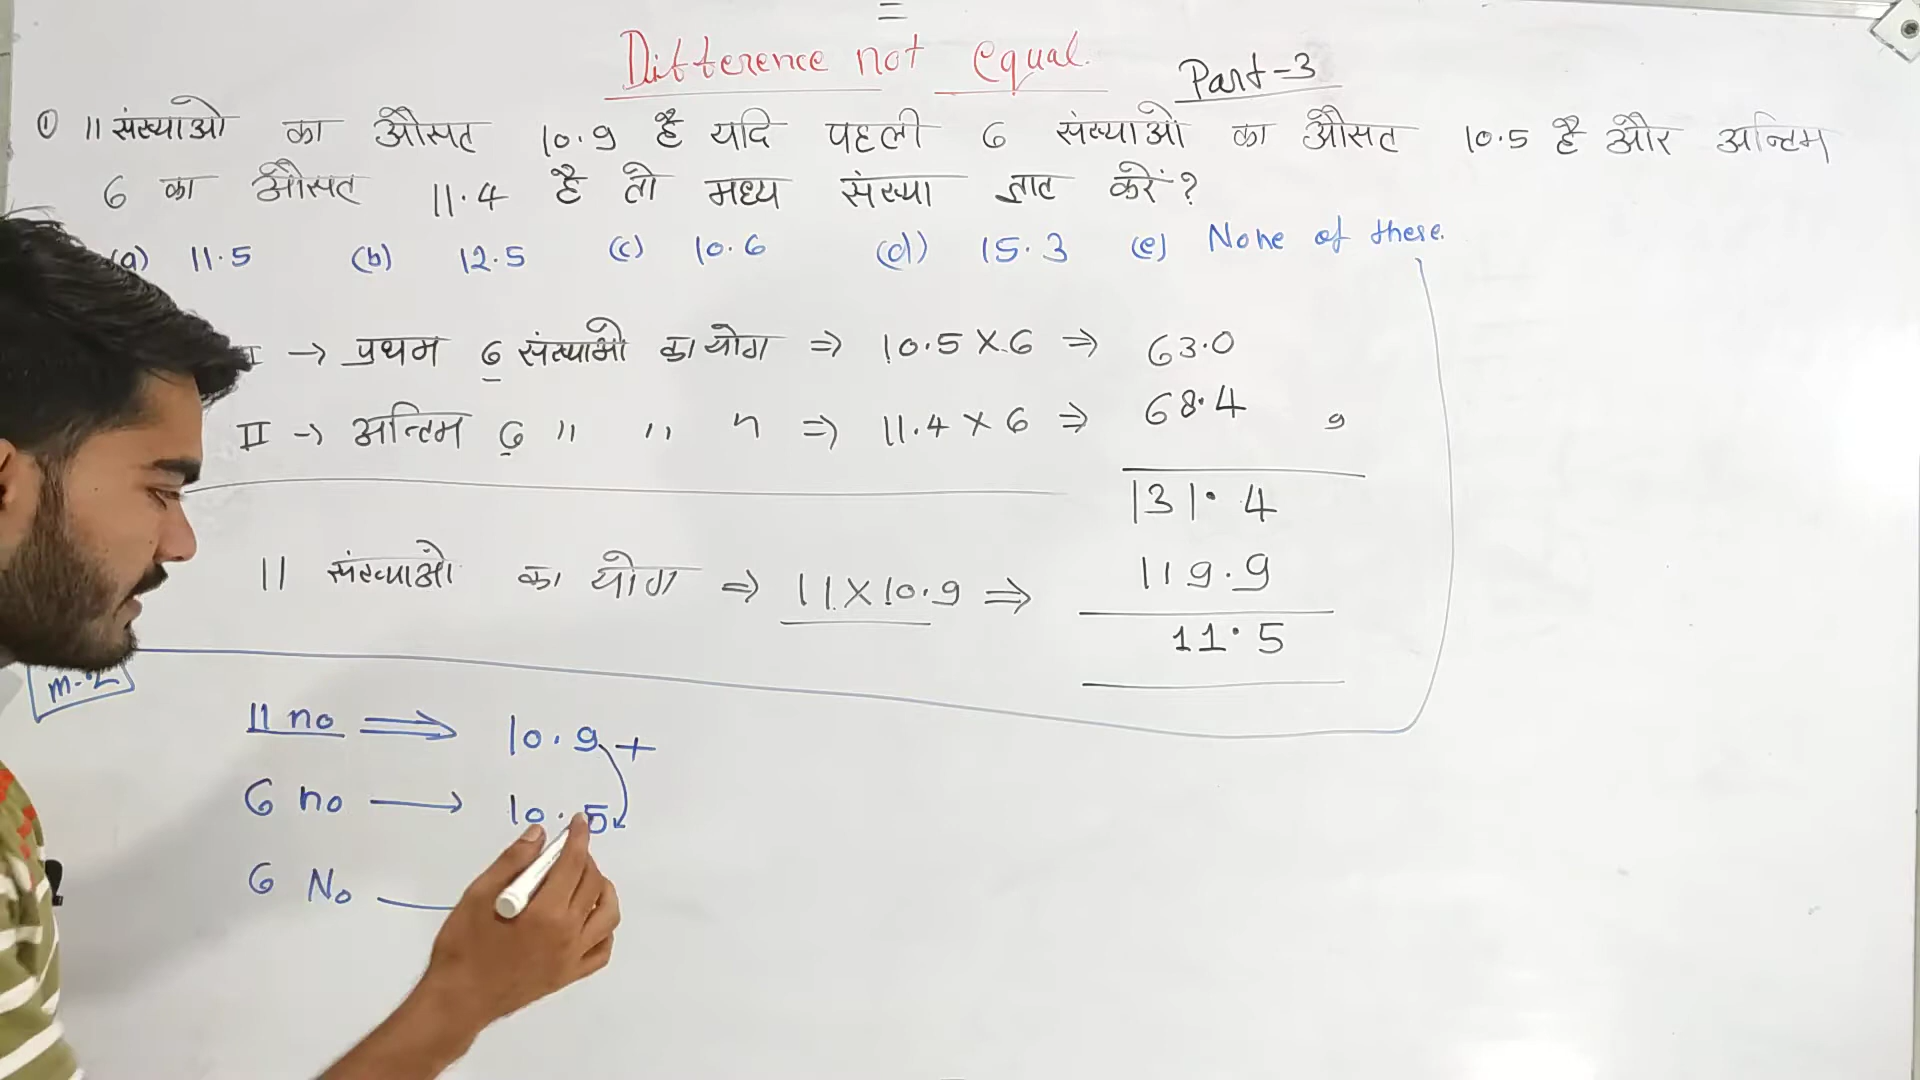 Difference not equal.
Part-3
① 11 संख्याओ का औसत 10.9 है यदि पहली 6 संख्याओ का औसत 10.5 है और अन्तिम
6 का औसत 11.4 है तो मध्य संख्या ज्ञात करें?
(a) 11.5 (b) 12.5 (c) 10.6 (d) 15.3 (e) None of these.
I → प्रथम 6 संख्याओ का योग ⇒ 10.5 × 6 ⇒ 63.0
II → अन्तिम 6 " " " ⇒ 11.4 × 6 ⇒ 68.4 9
131.4
11 संख्याओं का योग ⇒ 11×10.9 ⇒ 119.9
11.5
M-2
11 no ⇒ 10.9 +
6 no → 10.5
6 No